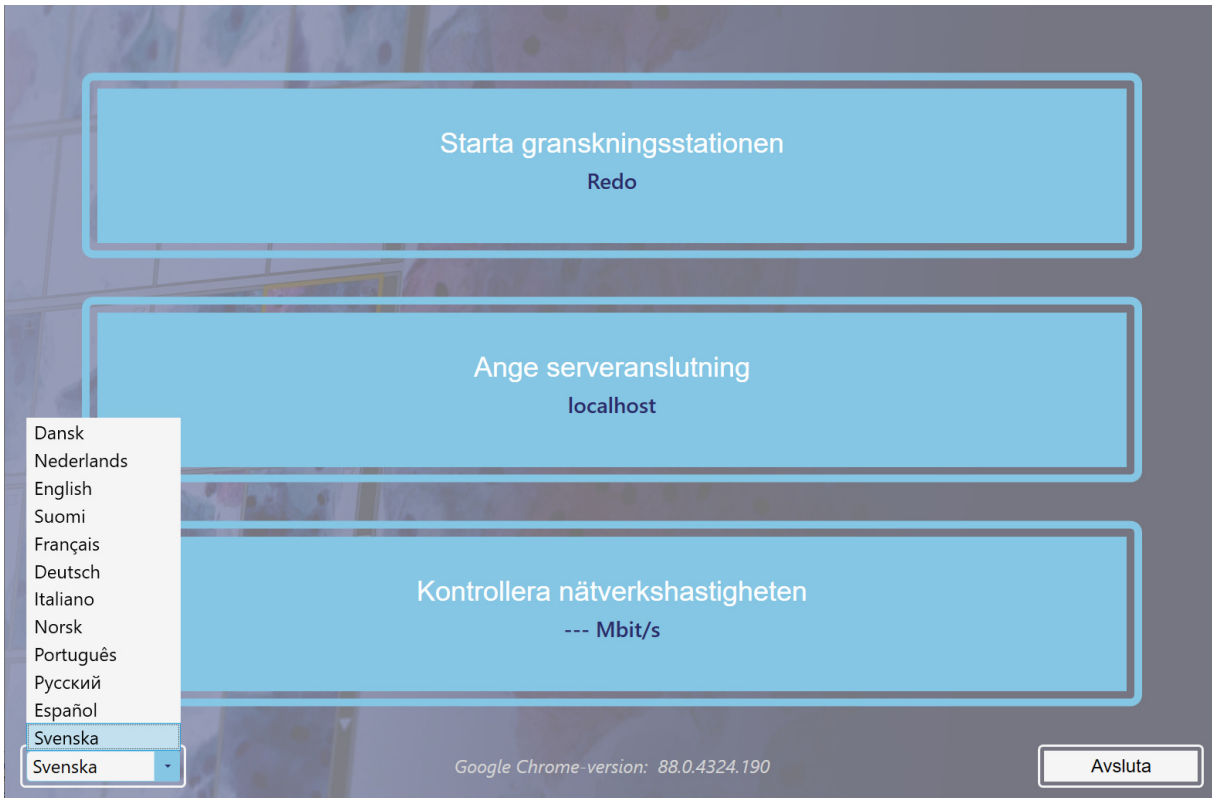 Starta granskningsstationen
Redo
Ange serveranslutning
localhost
Kontrollera nätverkshastigheten
--- Mbit/s
Dansk
Nederlands
English
Suomi
Français
Deutsch
Italiano
Norsk
Português
Русский
Español
Svenska
Svenska
Google Chrome-version: 88.0.4324.190
Avsluta